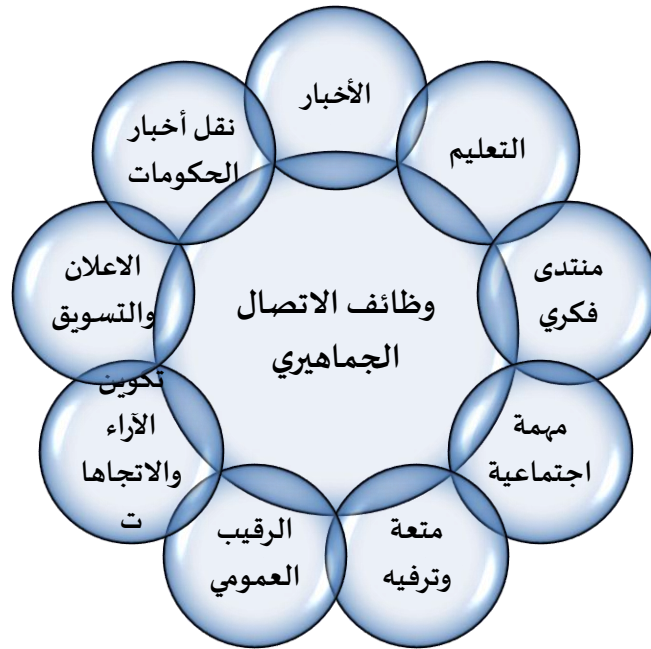 وظائف الاتصال
الجماهيري
الأخبار
التعليم
منتدى
فكري
مهمة
اجتماعية
متعة
وترفيه
الرقيب
العمومي
تكوين
الآراء
والاتجاها
ت
الاعلان
والتسويق
نقل أخبار
الحكومات